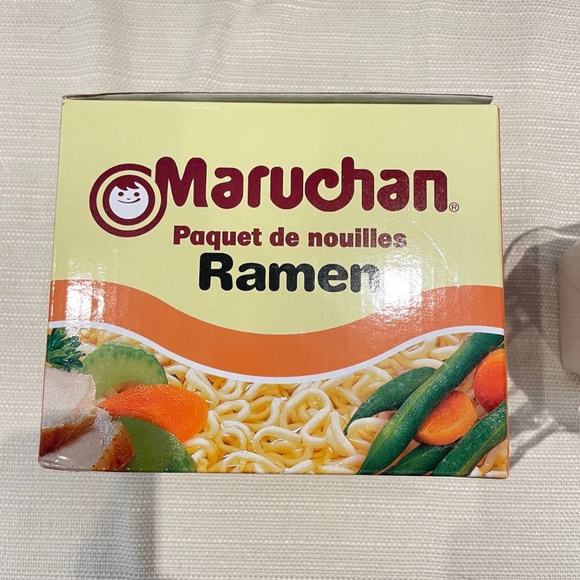 Maruchan®
Paquet de nouilles
Ramen